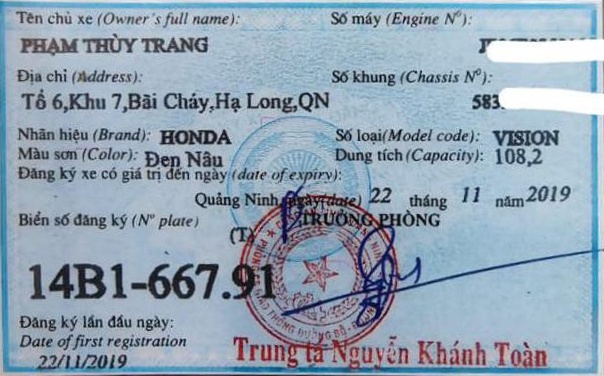 Tên chủ xe (Owner's full name):
Số máy (Engine Nº):
PHẠM THÙY TRANG
Địa chỉ (Address):
Số khung (Chassis Nº):
Tổ 6,Khu 7,Bãi Cháy,Hạ Long,QN
583
Nhãn hiệu (Brand): HONDA
Số loại(Model code): VISION
Màu sơn (Color): Đen Nâu
Dung tích (Capacity): 108,2
Đăng ký xe có giá trị đến ngày (date of expiry):
Quảng Ninh ngày(date) 22 tháng 11 năm 2019
Biển số đăng ký (Nº plate)
(T) TRƯỞNG PHÒNG
14B1-667.91
Đăng ký lần đầu ngày:
Date of first registration
22/11/2019
Trung tá Nguyễn Khánh Toàn